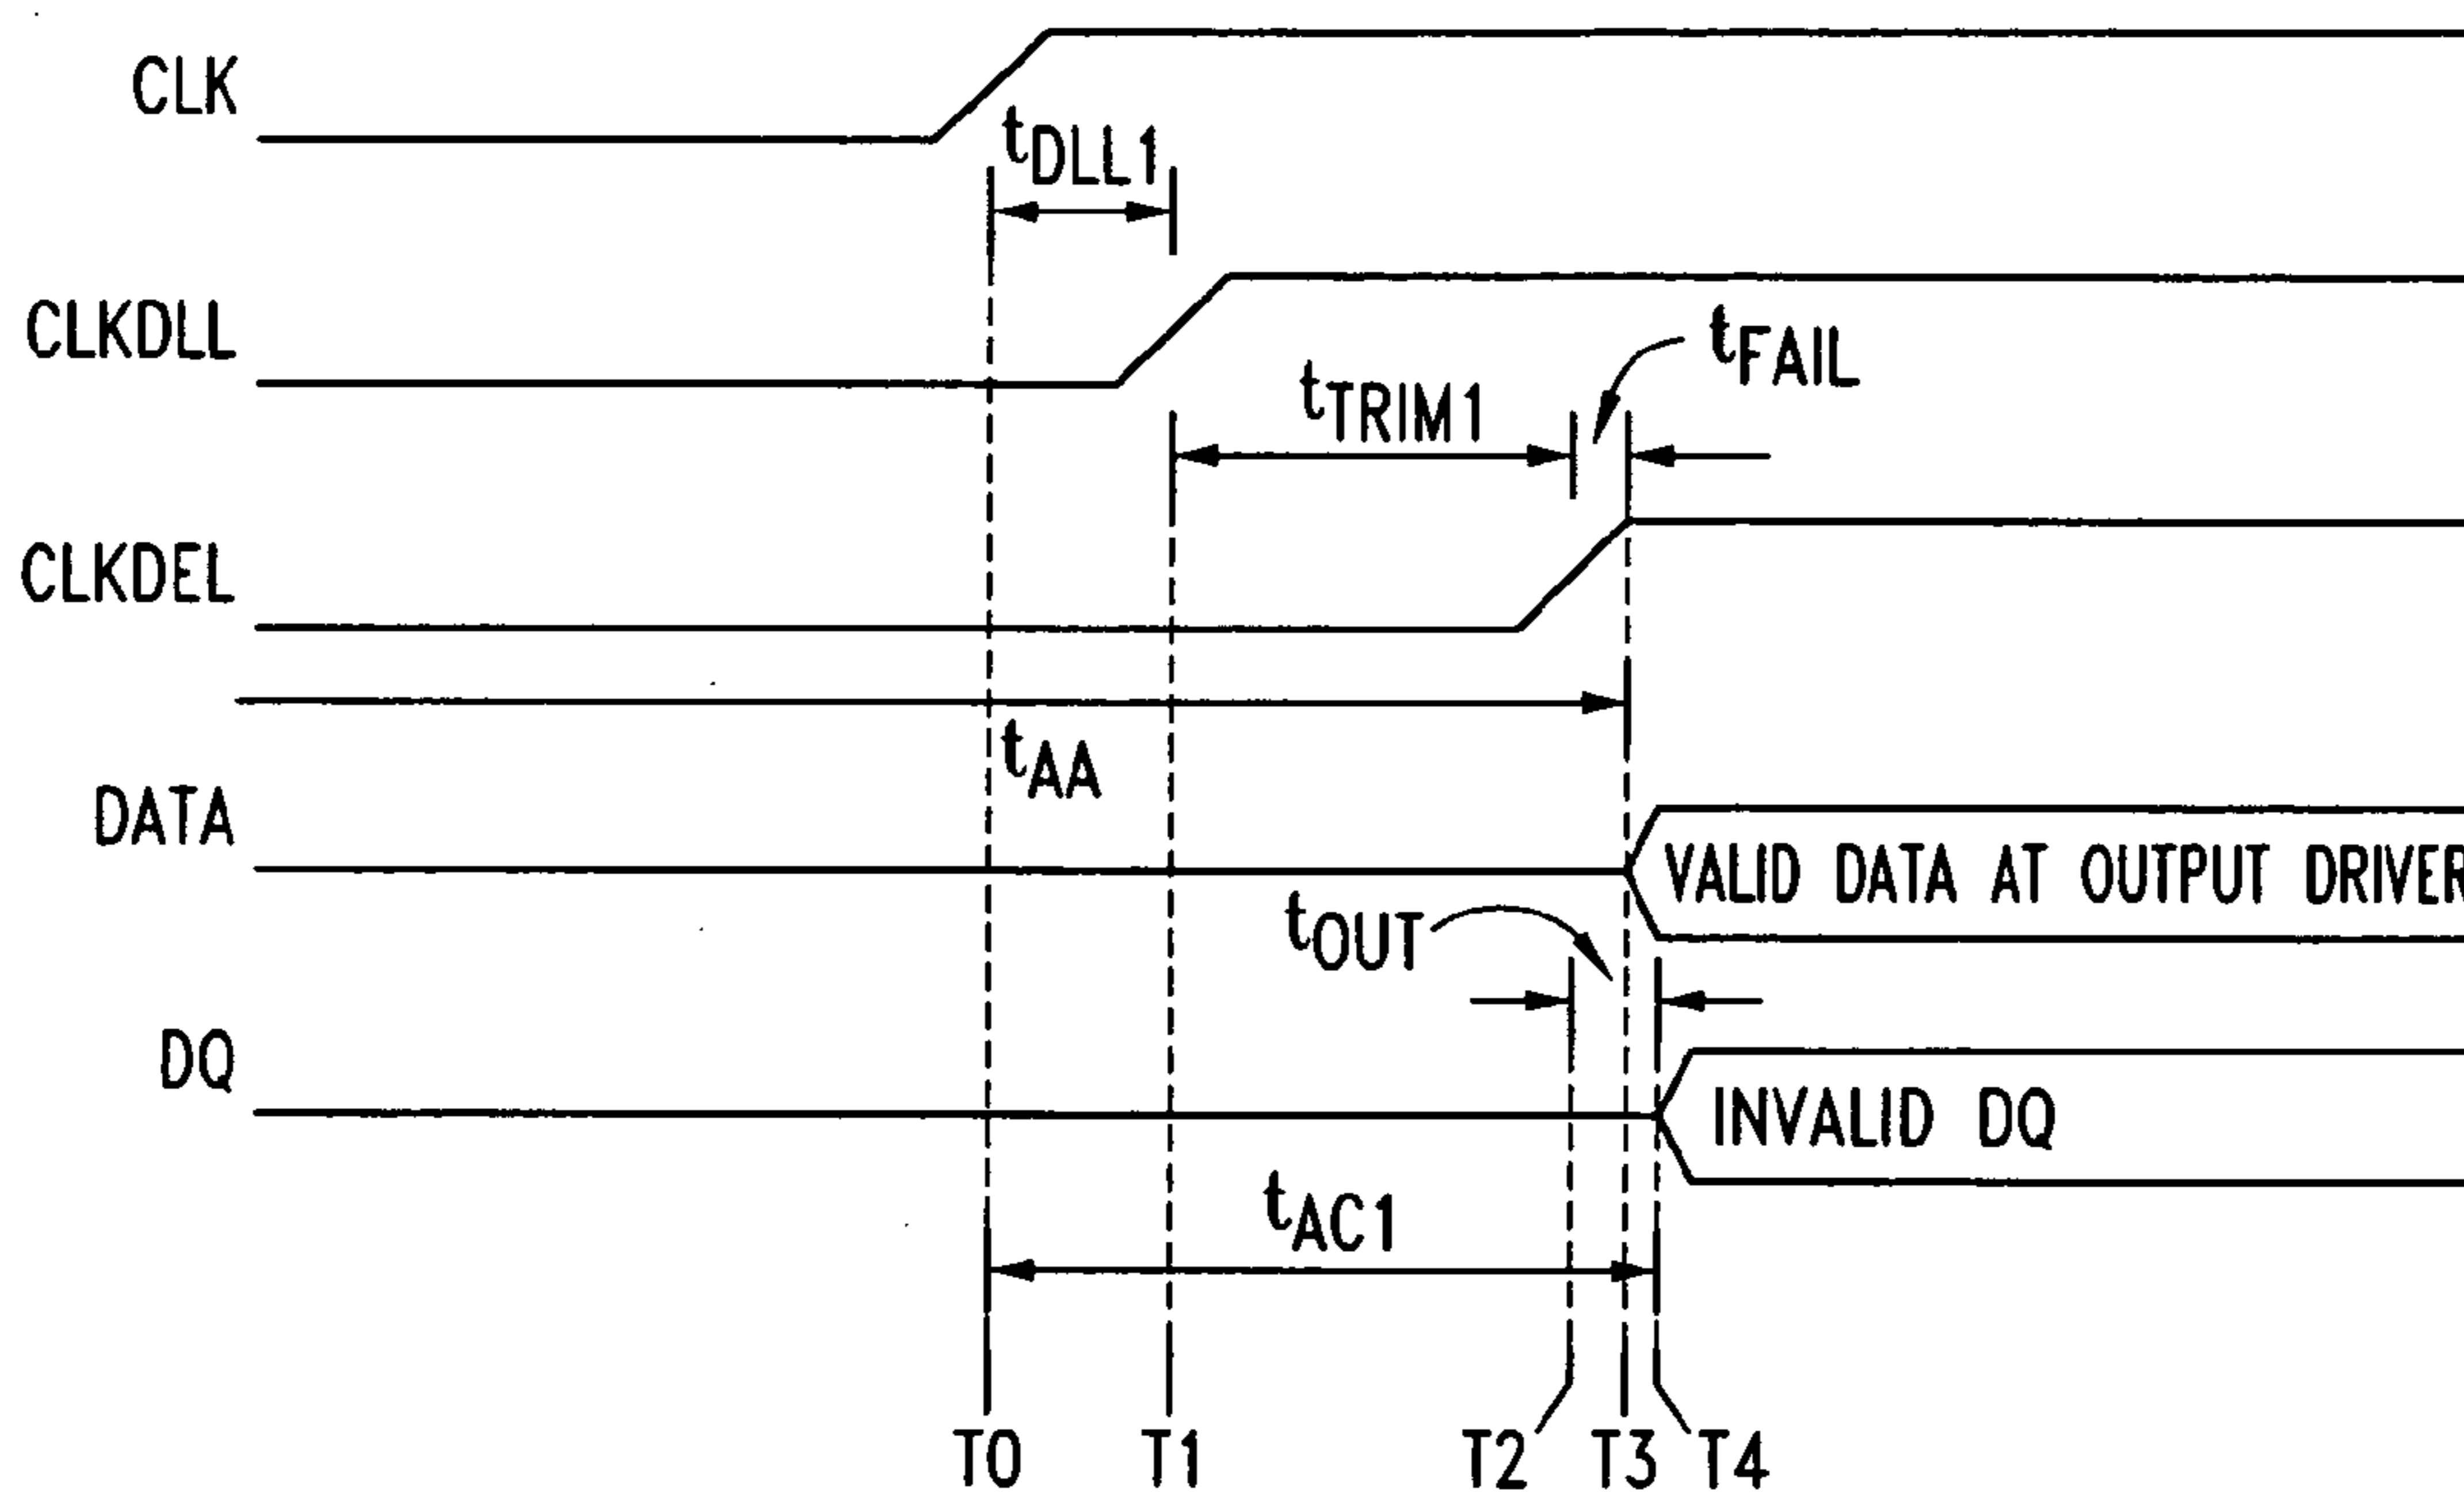 CLK
tDLL1
CLKDLL
tFAIL
tTRIM1
CLKDEL
tAA
DATA
VALID DATA AT OUTPUT DRIVER
tOUT
DQ
INVALID DQ
tAC1
T0 T1 T2 T3 T4